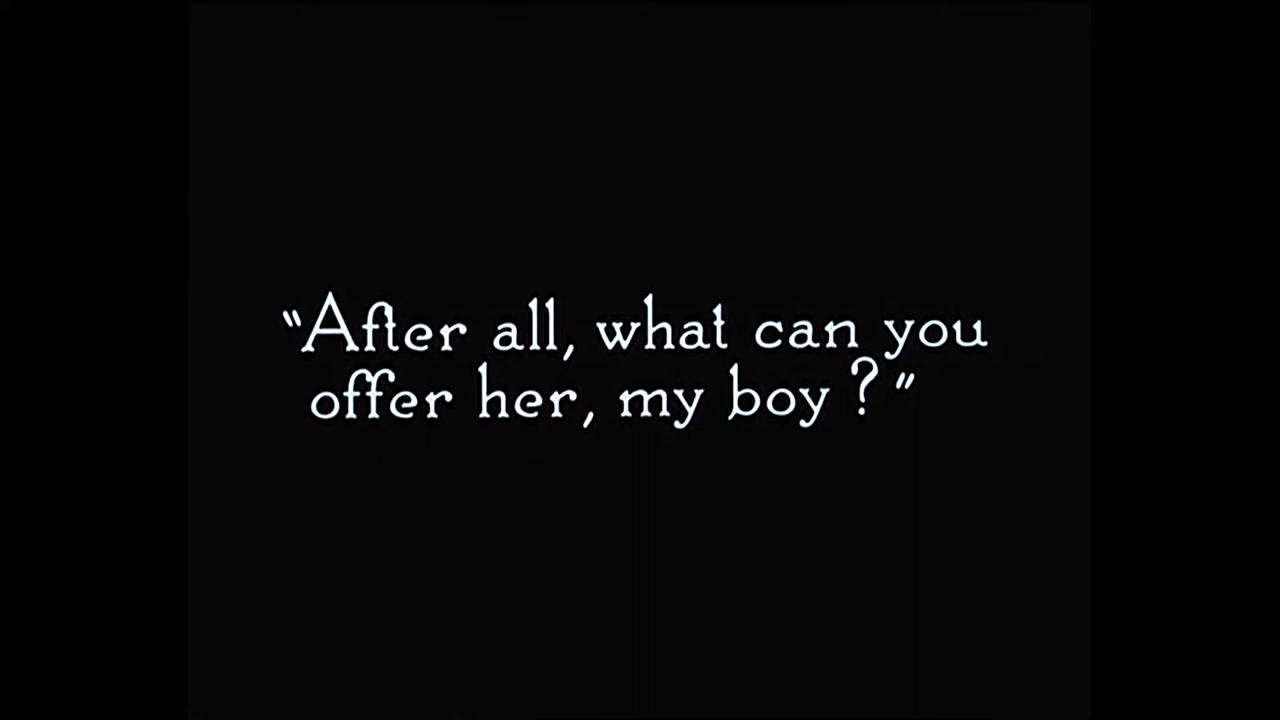 “After all, what can you
offer her, my boy ?”